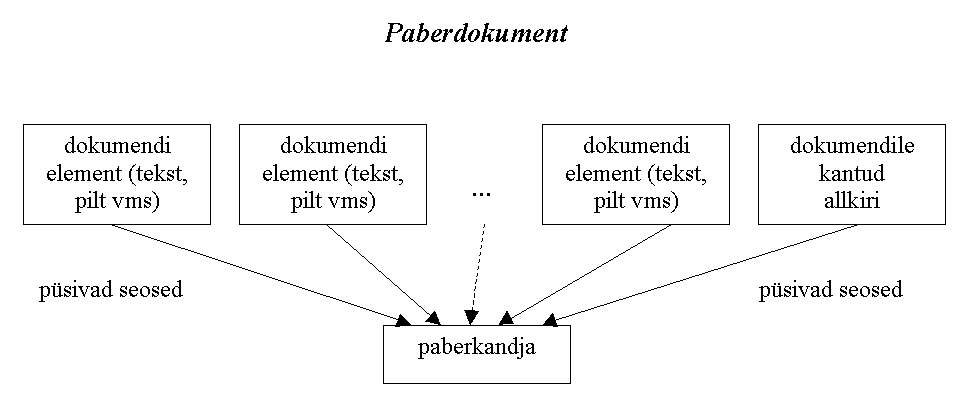 Paberdokument
dokumendi
element (tekst,
pilt vms)
dokumendi
element (tekst,
pilt vms)
...
dokumendi
element (tekst,
pilt vms)
dokumendile
kantud
allkiri
püsivad seosed
püsivad seosed
paberkandja